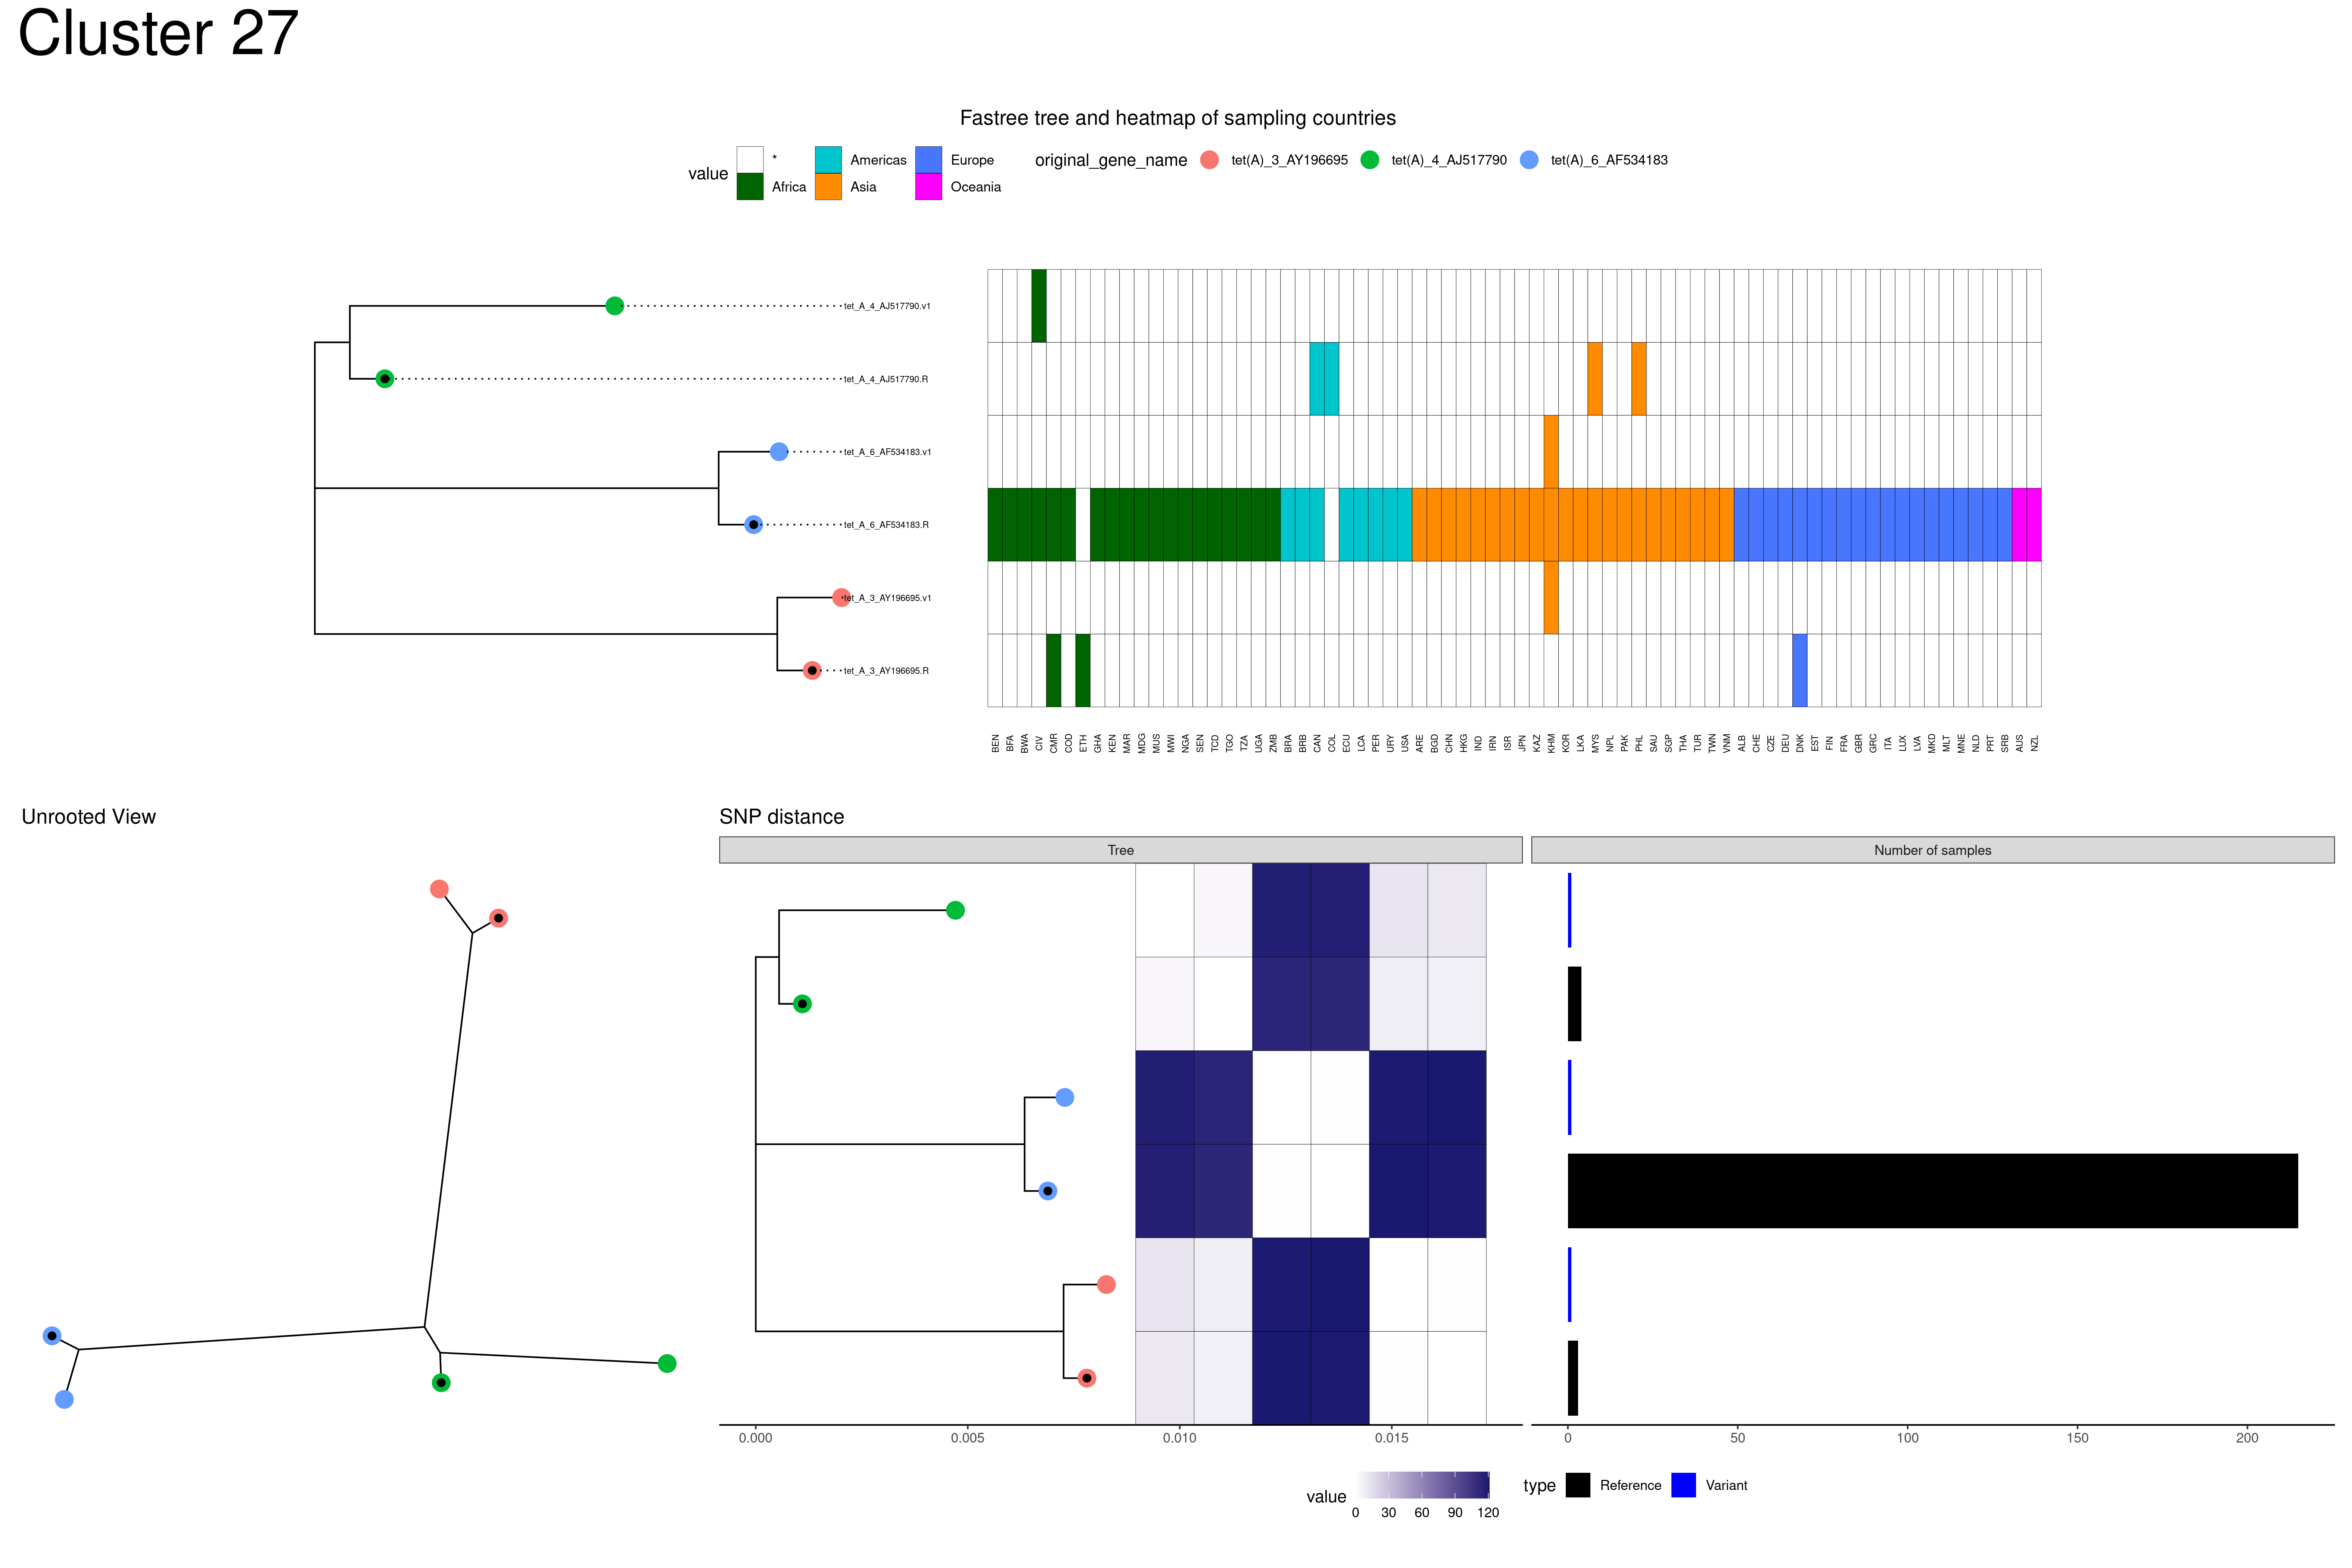 Cluster 27
Fastree tree and heatmap of sampling countries
value * Americas Europe original_gene_name tet(A)_3_AY196695 tet(A)_4_AJ517790 tet(A)_6_AF534183
Africa Asia Oceania
tet_A_4_AJ517790.v1
tet_A_4_AJ517790.R
tet_A_6_AF534183.v1
tet_A_6_AF534183.R
tet_A_3_AY196695.v1
tet_A_3_AY196695.R
BEN BFA BWA CIV CMR COD ETH GHA KEN MAR MDG MUS MWI NGA SEN TCD TGO TZA UGA ZMB BRA BRB CAN COL ECU LCA PER URY USA ARE BGD CHN HKG IND IRN ISR JPN KAZ KHM KOR LKA MYS NPL PAK PHL SAU SGP THA TUR TWN VNM ALB CHE CZE DEU DNK EST FIN FRA GBR GRC ITA LUX LVA MKD MLT MNE NLD PRT SRB AUS NZL
Unrooted View
SNP distance
Tree
Number of samples
0.000 0.005 0.010 0.015
0 50 100 150 200
value 0 30 60 90 120
type Reference Variant